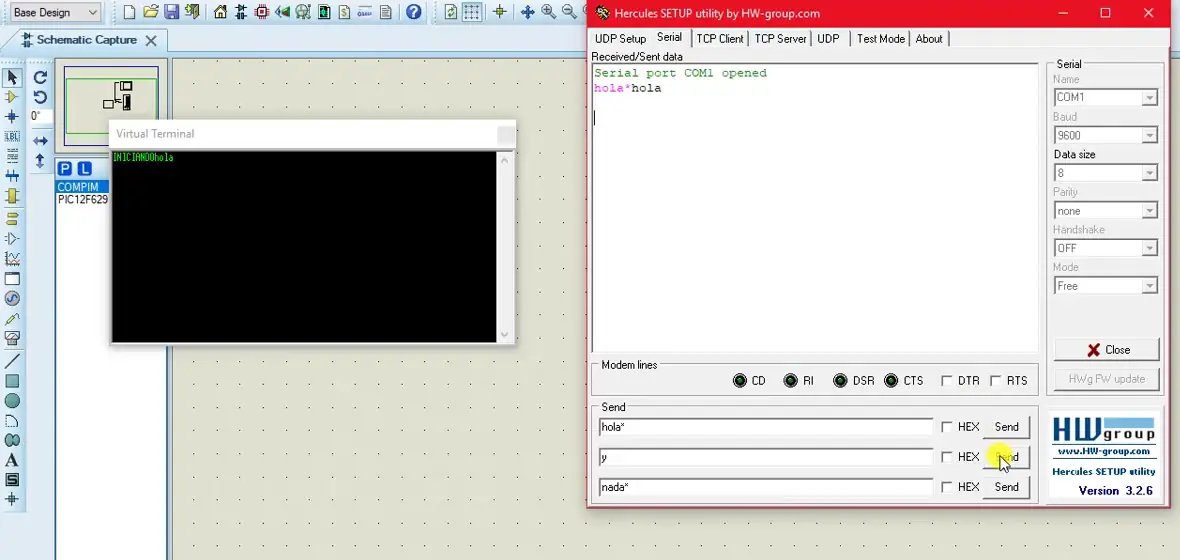 Base Design
Schematic Capture
0°
LBL
P L
COMPIM
PIC12F629
A
S
Virtual Terminal
INICIANDOhola
Hercules SETUP utility by HW-group.com
UDP Setup Serial TCP Client TCP Server UDP Test Mode About
Received/Sent data
Serial port COM1 opened
hola*hola
Serial
Name
COM1
Baud
9600
Data size
8
Parity
none
Handshake
OFF
Mode
Free
Close
HWg FW update
Modem lines
CD RI DSR CTS DTR RTS
Send
hola* HEX Send
y HEX Send
nada* HEX Send
HWgroup
www.HW-group.com
Hercules SETUP utility
Version 3.2.6